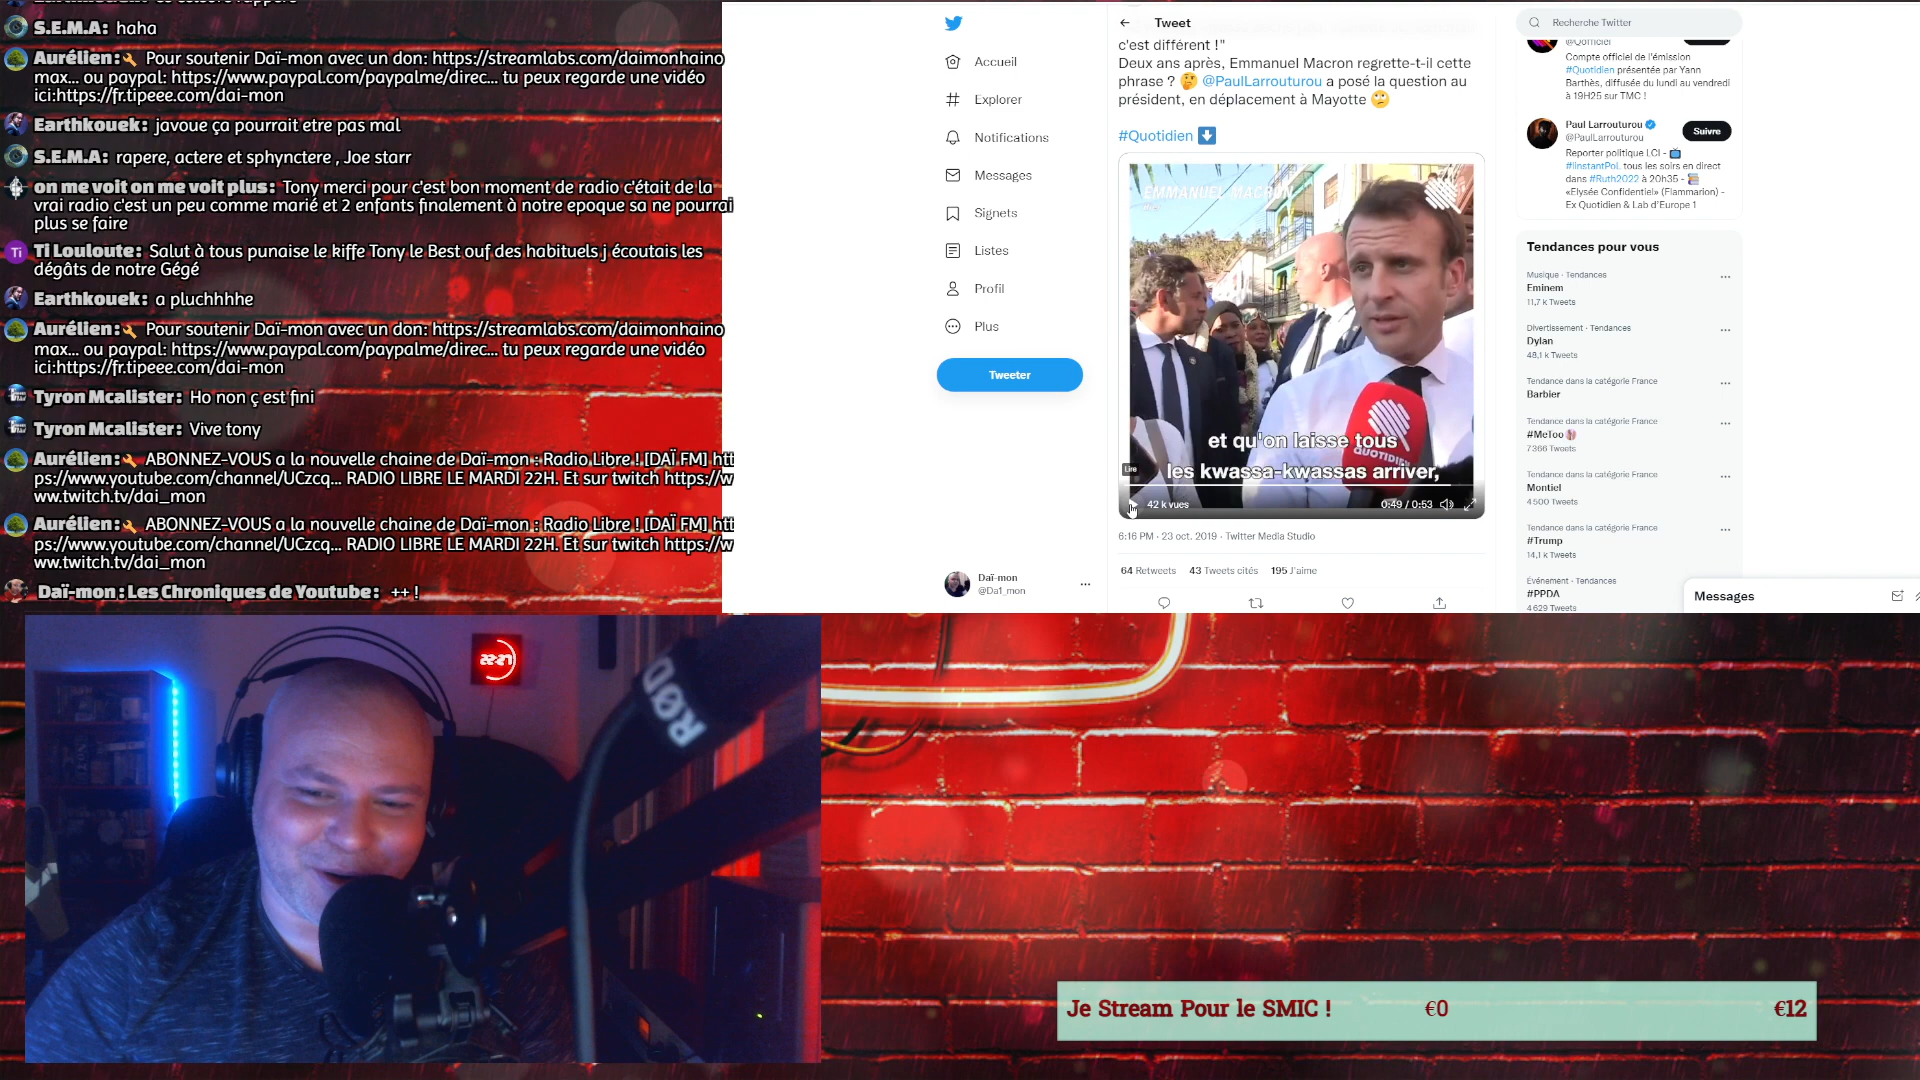 S.E.M.A: haha
Aurélien: Pour soutenir Daï-mon avec un don: https://streamlabs.com/daimonhaino
max... ou paypal: https://www.paypal.com/paypalme/direc... tu peux regarde une vidéo
ici:https://fr.tipeee.com/dai-mon
Earthkouek: javoue ça pourrait etre pas mal
S.E.M.A: rapere, actere et sphynctere , Joe starr
on me voit on me voit plus: Tony merci pour c'est bon moment de radio c'était de la
vrai radio c'est un peu comme marié et 2 enfants finalement à notre epoque sa ne pourrai
plus se faire
Ti
Ti Louloute: Salut à tous punaise le kiffe Tony le Best ouf des habituels j écoutais les
dégâts de notre Gégé
Earthkouek: a pluchhhhe
Aurélien: Pour soutenir Daï-mon avec un don: https://streamlabs.com/daimonhaino
max... ou paypal: https://www.paypal.com/paypalme/direc... tu peux regarde une vidéo
ici:https://fr.tipeee.com/dai-mon
Tyron Mcalister: Ho non ç est fini
Tyron Mcalister: Vive tony
Aurélien: ABONNEZ-VOUS a la nouvelle chaine de Daï-mon : Radio Libre ! [DAÏ FM] htt
ps://www.youtube.com/channel/UCzcq... RADIO LIBRE LE MARDI 22H. Et sur twitch https://w
ww.twitch.tv/dai_mon
Aurélien: ABONNEZ-VOUS a la nouvelle chaine de Daï-mon : Radio Libre ! [DAÏ FM] htt
ps://www.youtube.com/channel/UCzcq... RADIO LIBRE LE MARDI 22H. Et sur twitch https://w
ww.twitch.tv/dai_mon
Daï-mon : Les Chroniques de Youtube: ++ !
Accueil
Explorer
Notifications
Messages
Signets
Listes
Profil
Plus
Tweeter
Daï-mon
@Da1_mon
Tweet
c'est différent !"
Deux ans après, Emmanuel Macron regrette-t-il cette
phrase ? @PaulLarrouturou a posé la question au
président, en déplacement à Mayotte
#Quotidien
EMMANUEL MACRON
QUOTIDIEN
et qu'on laisse tous
les kwassa-kwassas arriver,
Lire
42 k vues
0:49 / 0:53
6:16 PM · 23 oct. 2019 · Twitter Media Studio
64 Retweets 43 Tweets cités 195 J'aime
Recherche Twitter
@Qofficiel
Compte officiel de l'émission
#Quotidien présentée par Yann
Barthès, diffusée du lundi au vendredi
à 19H25 sur TMC !
Paul Larrouturou
@PaulLarrouturou
Suivre
Reporter politique LCI -
#linstantPol tous les soirs en direct
dans #Ruth2022 à 20h35 -
«Elysée Confidentiel» (Flammarion) -
Ex Quotidien & Lab d'Europe 1
Tendances pour vous
Musique · Tendances
Eminem
11,7 k Tweets
Divertissement · Tendances
Dylan
48,1 k Tweets
Tendance dans la catégorie France
Barbier
Tendance dans la catégorie France
#MeToo
7 366 Tweets
Tendance dans la catégorie France
Montiel
4 500 Tweets
Tendance dans la catégorie France
#Trump
14,1 k Tweets
Événement · Tendances
#PPDA
4 629 Tweets
Messages
RØD
Je Stream Pour le SMIC ! €0 €12